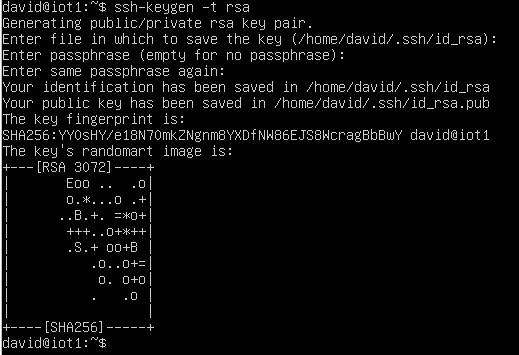 david@iot1:~$ ssh-keygen -t rsa
Generating public/private rsa key pair.
Enter file in which to save the key (/home/david/.ssh/id_rsa):
Enter passphrase (empty for no passphrase):
Enter same passphrase again:
Your identification has been saved in /home/david/.ssh/id_rsa
Your public key has been saved in /home/david/.ssh/id_rsa.pub
The key fingerprint is:
SHA256:YYOsHY/e18N7OmkZNgnm8YXDfNW86EJS8WcragBbBwY david@iot1
The key's randomart image is:
+---[RSA 3072]----+
|       Eoo ..  .o|
|       o.*...o .+|
|      ..B.+. =*o+|
|       +++..o+*++|
|       .S.+ oo+B |
|          .o..o+=|
|           o. o+o|
|          .   .o |
|                 |
+----[SHA256]-----+
david@iot1:~$